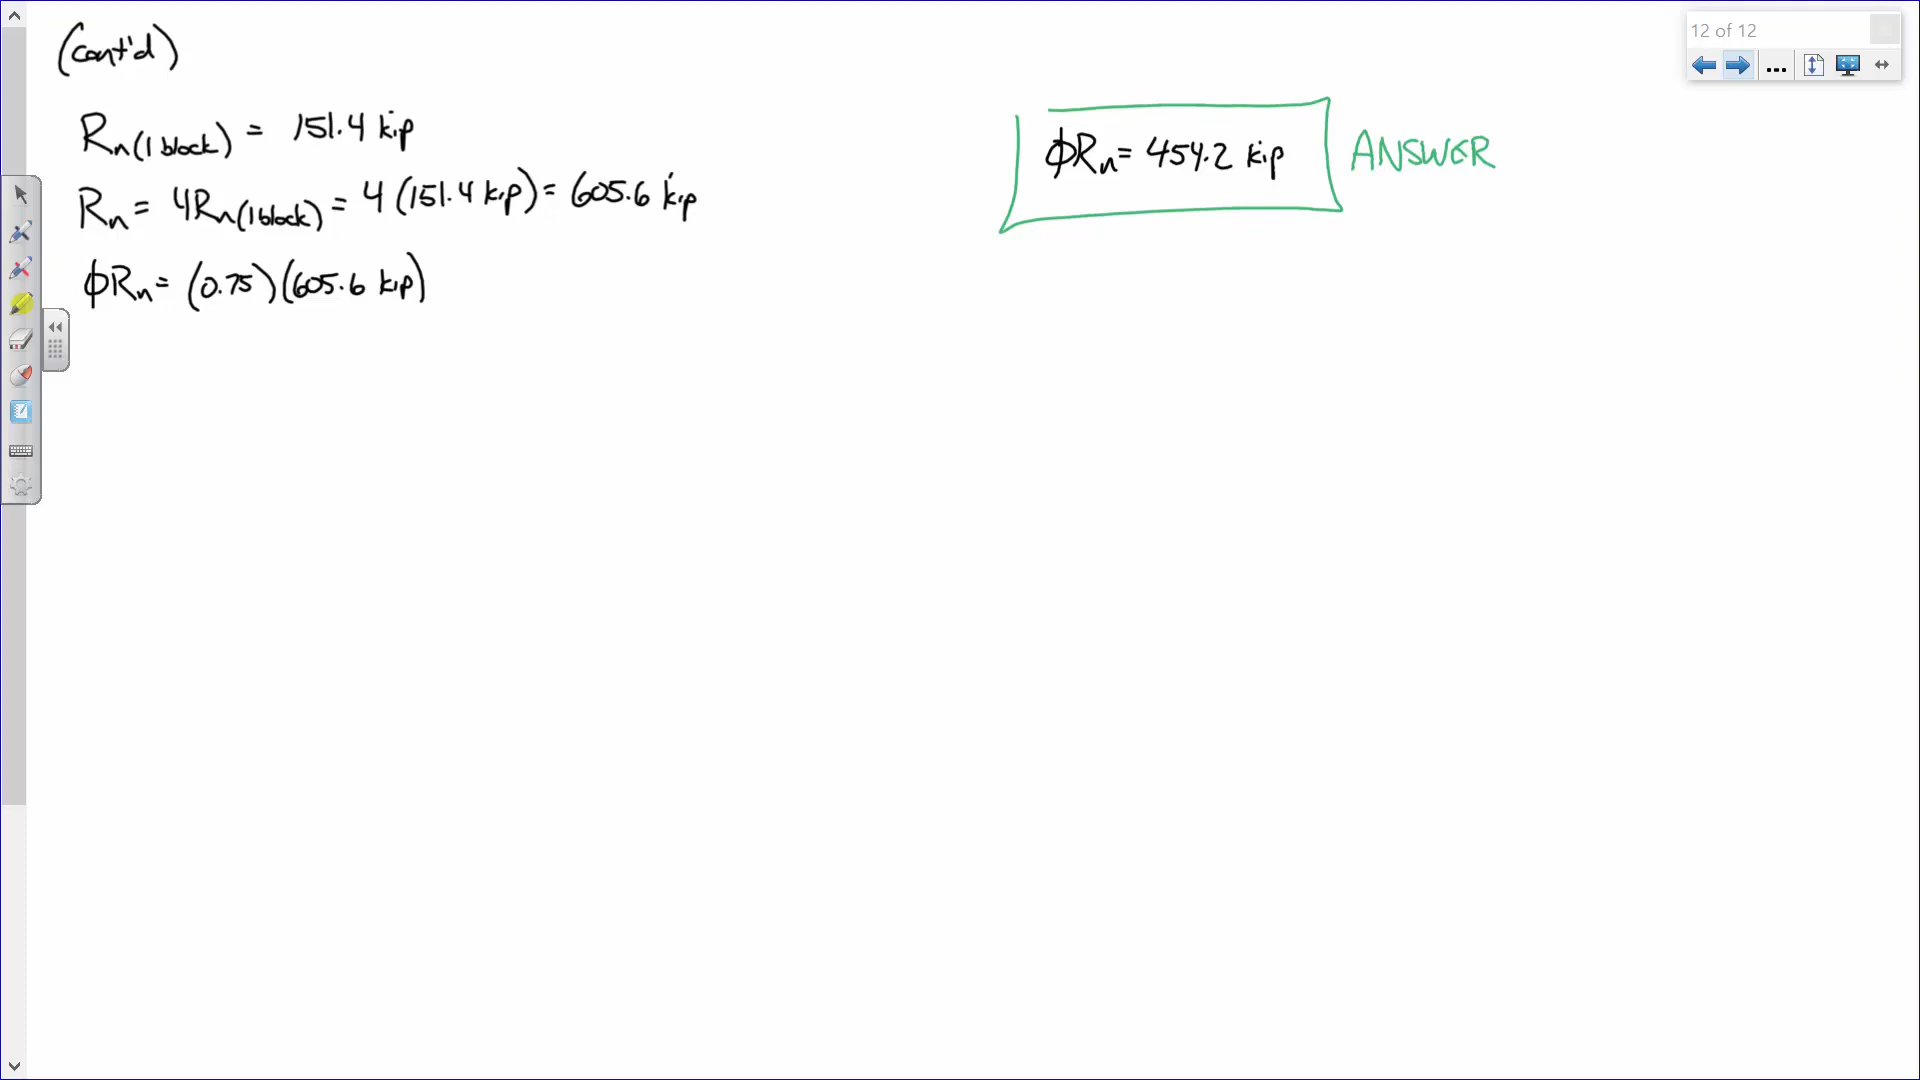 (cont'd)
Rn(1 block) = 151.4 kip
Rn = 4Rn(1 block) = 4 (151.4 kip) = 605.6 kip
ϕRn = (0.75)(605.6 kip)
ϕRn = 454.2 kip ANSWER
12 of 12